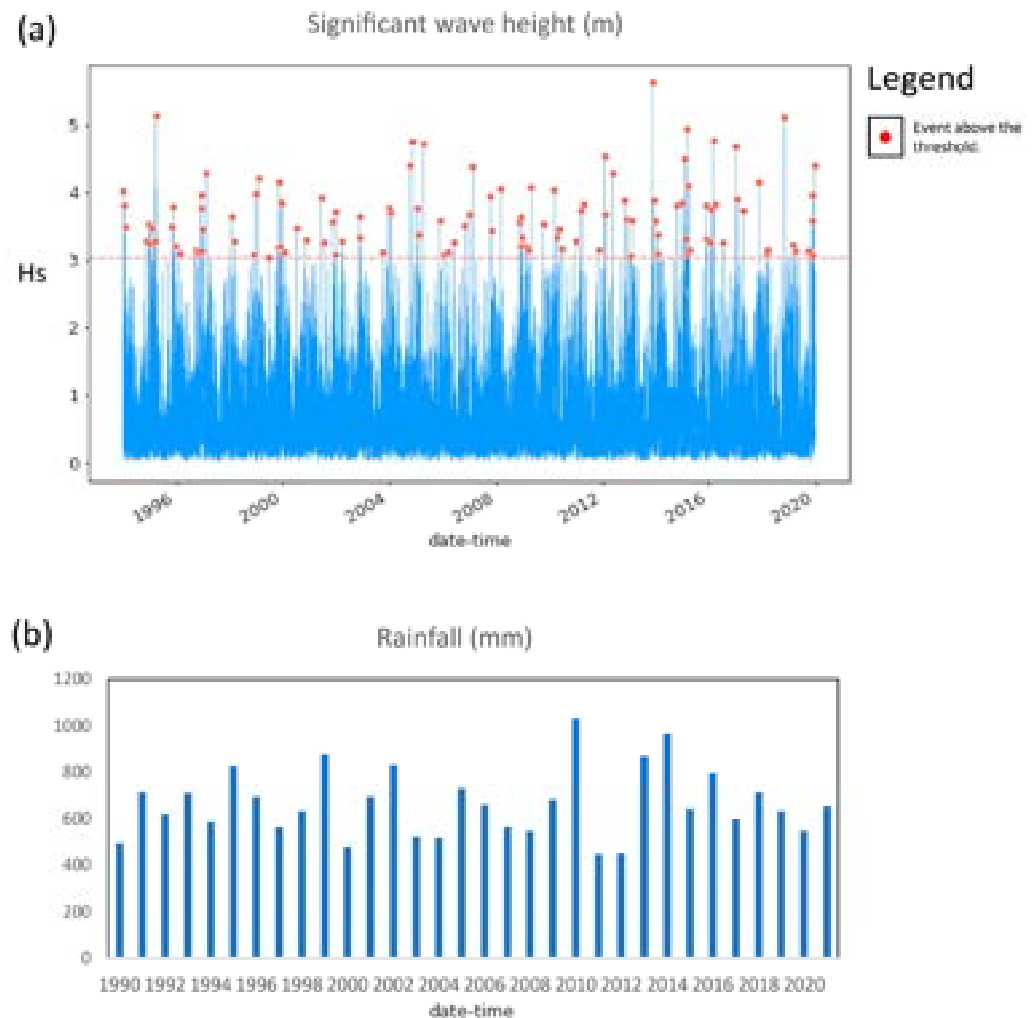 (a)
Significant wave height (m)
Legend
Event above the
threshold.
5
4
3
Hs
2
1
0
1996 2000 2004 2008 2012 2016 2020
date-time
(b)
Rainfall (mm)
1200
1000
800
600
400
200
0
1990 1992 1994 1996 1998 2000 2002 2004 2006 2008 2010 2012 2014 2016 2018 2020
date-time